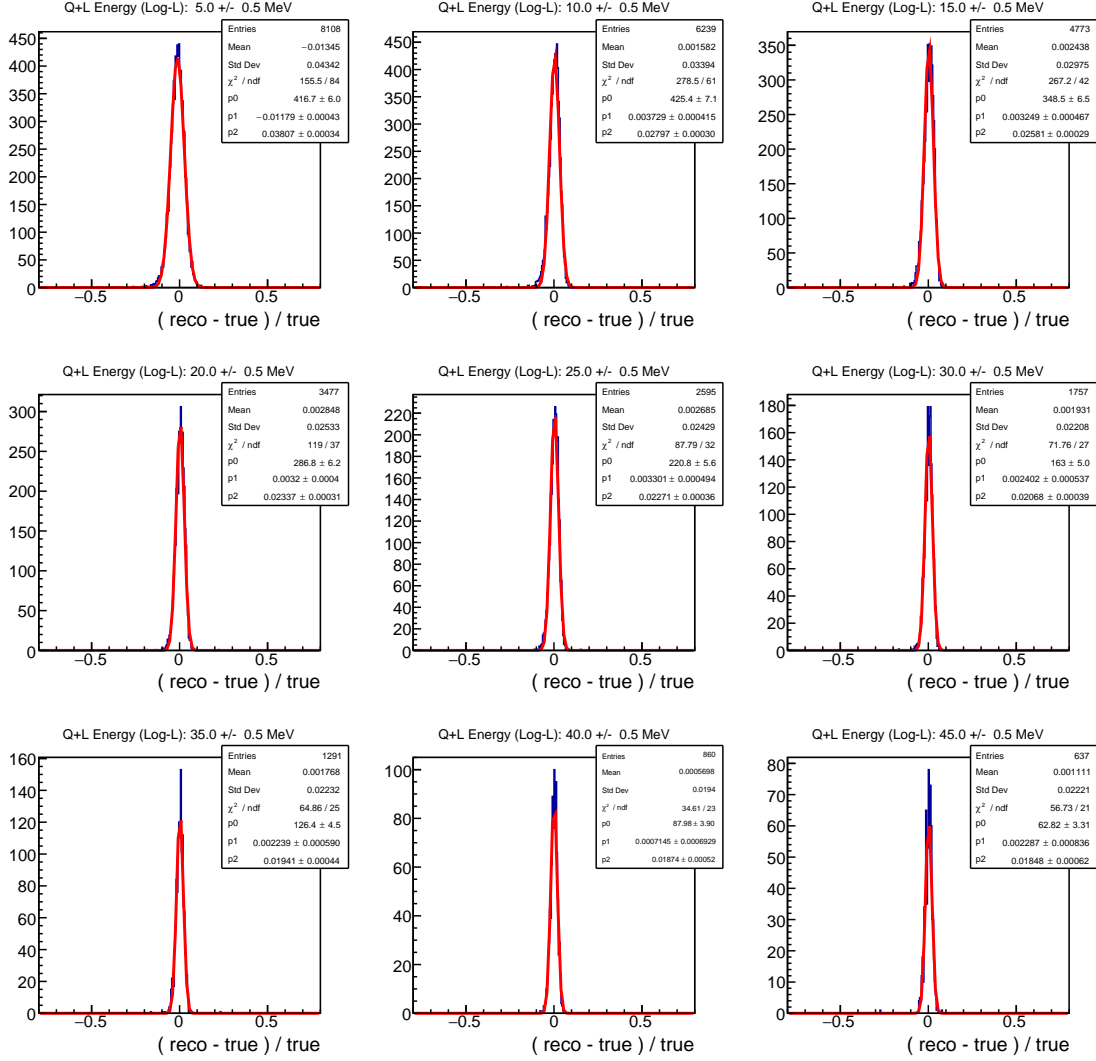 Q+L Energy (Log-L): 5.0 +/- 0.5 MeV
Entries 8108
Mean −0.01345
Std Dev 0.04342
χ² / ndf 155.5 / 84
p0 416.7 ± 6.0
p1 −0.01179 ± 0.00043
p2 0.03807 ± 0.00034
450
400
350
300
250
200
150
100
50
0
−0.5 0 0.5
( reco - true ) / true
Q+L Energy (Log-L): 10.0 +/- 0.5 MeV
Entries 6239
Mean 0.001582
Std Dev 0.03394
χ² / ndf 278.5 / 61
p0 425.4 ± 7.1
p1 0.003729 ± 0.000415
p2 0.02797 ± 0.00030
450
400
350
300
250
200
150
100
50
0
−0.5 0 0.5
( reco - true ) / true
Q+L Energy (Log-L): 15.0 +/- 0.5 MeV
Entries 4773
Mean 0.002438
Std Dev 0.02975
χ² / ndf 267.2 / 42
p0 348.5 ± 6.5
p1 0.003249 ± 0.000467
p2 0.02581 ± 0.00029
350
300
250
200
150
100
50
0
−0.5 0 0.5
( reco - true ) / true
Q+L Energy (Log-L): 20.0 +/- 0.5 MeV
Entries 3477
Mean 0.002848
Std Dev 0.02533
χ² / ndf 119 / 37
p0 286.8 ± 6.2
p1 0.0032 ± 0.0004
p2 0.02337 ± 0.00031
300
250
200
150
100
50
0
−0.5 0 0.5
( reco - true ) / true
Q+L Energy (Log-L): 25.0 +/- 0.5 MeV
Entries 2595
Mean 0.002685
Std Dev 0.02429
χ² / ndf 87.79 / 32
p0 220.8 ± 5.6
p1 0.003301 ± 0.000494
p2 0.02271 ± 0.00036
220
200
180
160
140
120
100
80
60
40
20
0
−0.5 0 0.5
( reco - true ) / true
Q+L Energy (Log-L): 30.0 +/- 0.5 MeV
Entries 1757
Mean 0.001931
Std Dev 0.02208
χ² / ndf 71.76 / 27
p0 163 ± 5.0
p1 0.002402 ± 0.000537
p2 0.02068 ± 0.00039
180
160
140
120
100
80
60
40
20
0
−0.5 0 0.5
( reco - true ) / true
Q+L Energy (Log-L): 35.0 +/- 0.5 MeV
Entries 1291
Mean 0.001768
Std Dev 0.02232
χ² / ndf 64.86 / 25
p0 126.4 ± 4.5
p1 0.002239 ± 0.000590
p2 0.01941 ± 0.00044
160
140
120
100
80
60
40
20
0
−0.5 0 0.5
( reco - true ) / true
Q+L Energy (Log-L): 40.0 +/- 0.5 MeV
Entries 860
Mean 0.0005698
Std Dev 0.0194
χ² / ndf 34.61 / 23
p0 87.98 ± 3.90
p1 0.0007145 ± 0.0006929
p2 0.01874 ± 0.00052
100
80
60
40
20
0
−0.5 0 0.5
( reco - true ) / true
Q+L Energy (Log-L): 45.0 +/- 0.5 MeV
Entries 637
Mean 0.001111
Std Dev 0.02221
χ² / ndf 56.73 / 21
p0 62.82 ± 3.31
p1 0.002287 ± 0.000836
p2 0.01848 ± 0.00062
80
70
60
50
40
30
20
10
0
−0.5 0 0.5
( reco - true ) / true